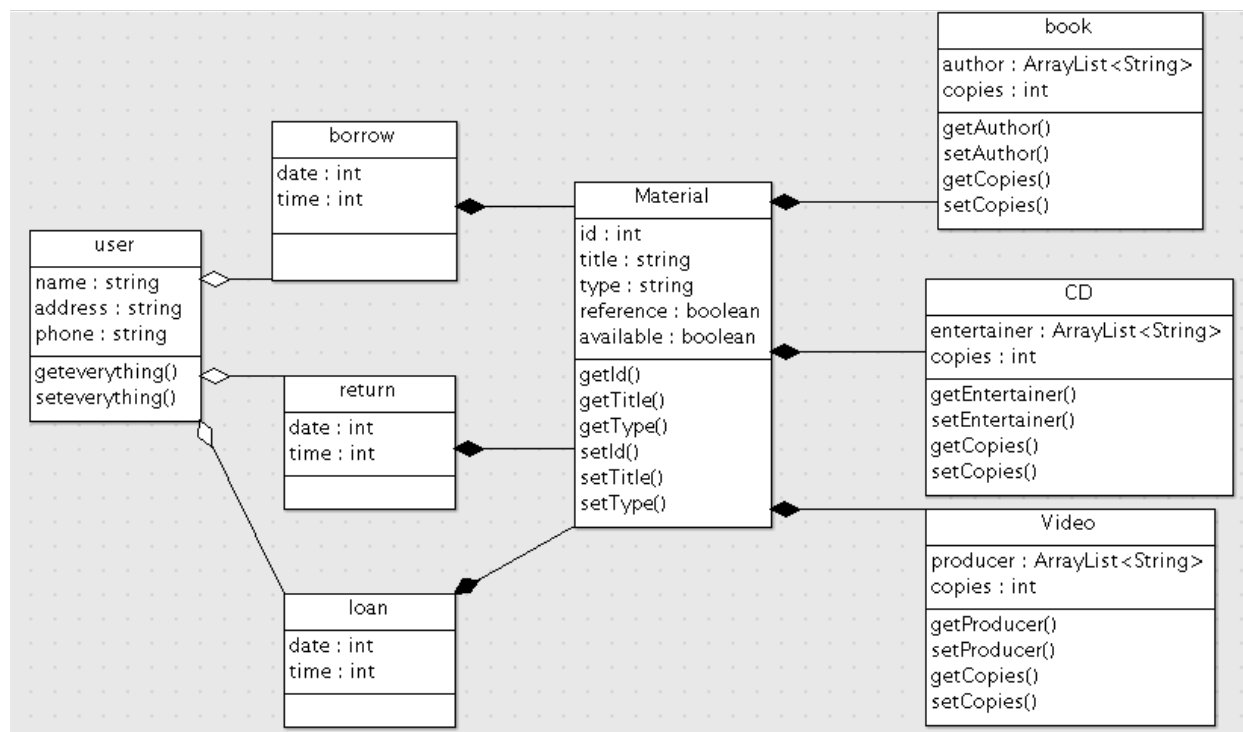 book
author : ArrayList<String>
copies : int
getAuthor()
setAuthor()
getCopies()
setCopies()
borrow
date : int
time : int
Material
id : int
title : string
type : string
reference : boolean
available : boolean
getId()
getTitle()
getType()
setId()
setTitle()
setType()
user
name : string
address : string
phone : string
geteverything()
seteverything()
CD
entertainer : ArrayList<String>
copies : int
getEntertainer()
setEntertainer()
getCopies()
setCopies()
return
date : int
time : int
Video
producer : ArrayList<String>
copies : int
getProducer()
setProducer()
getCopies()
setCopies()
loan
date : int
time : int